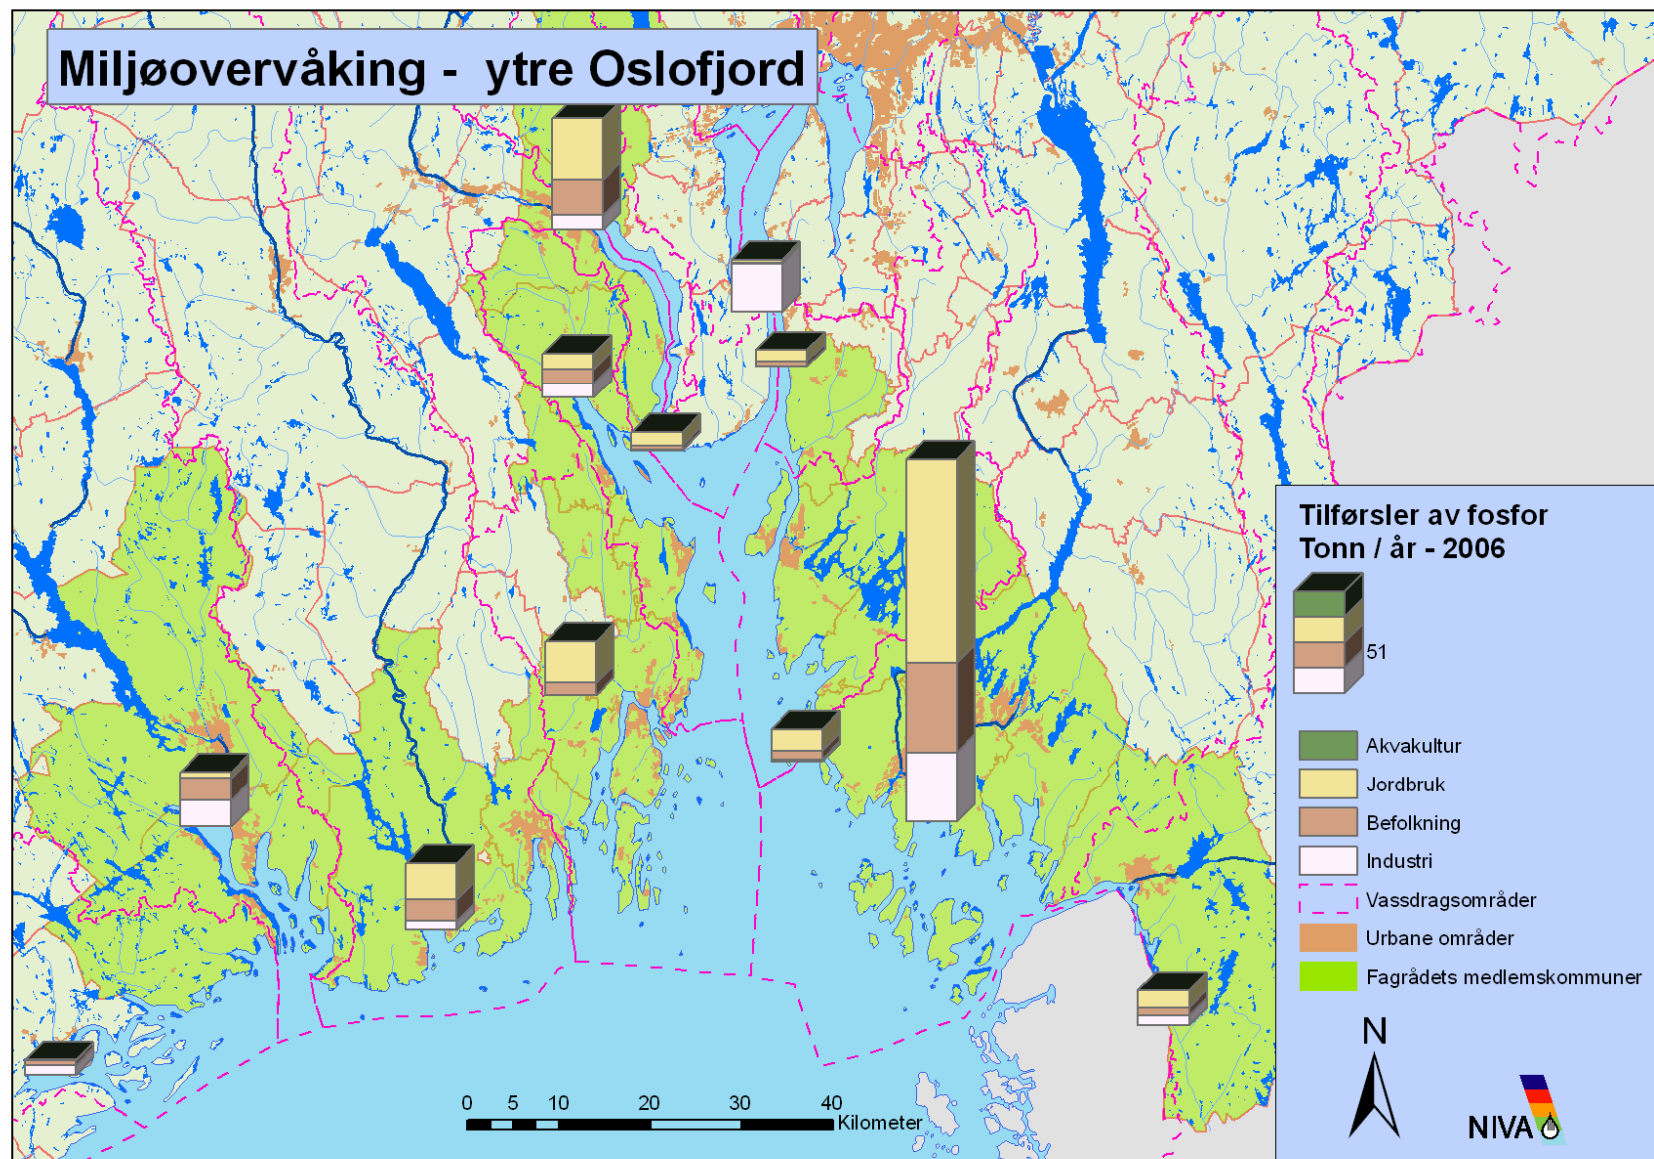 Miljøovervåking - ytre Oslofjord
Tilførsler av fosfor
Tonn / år - 2006
51
Akvakultur
Jordbruk
Befolkning
Industri
Vassdragsområder
Urbane områder
Fagrådets medlemskommuner
N
NIVA
0 5 10 20 30 40
Kilometer